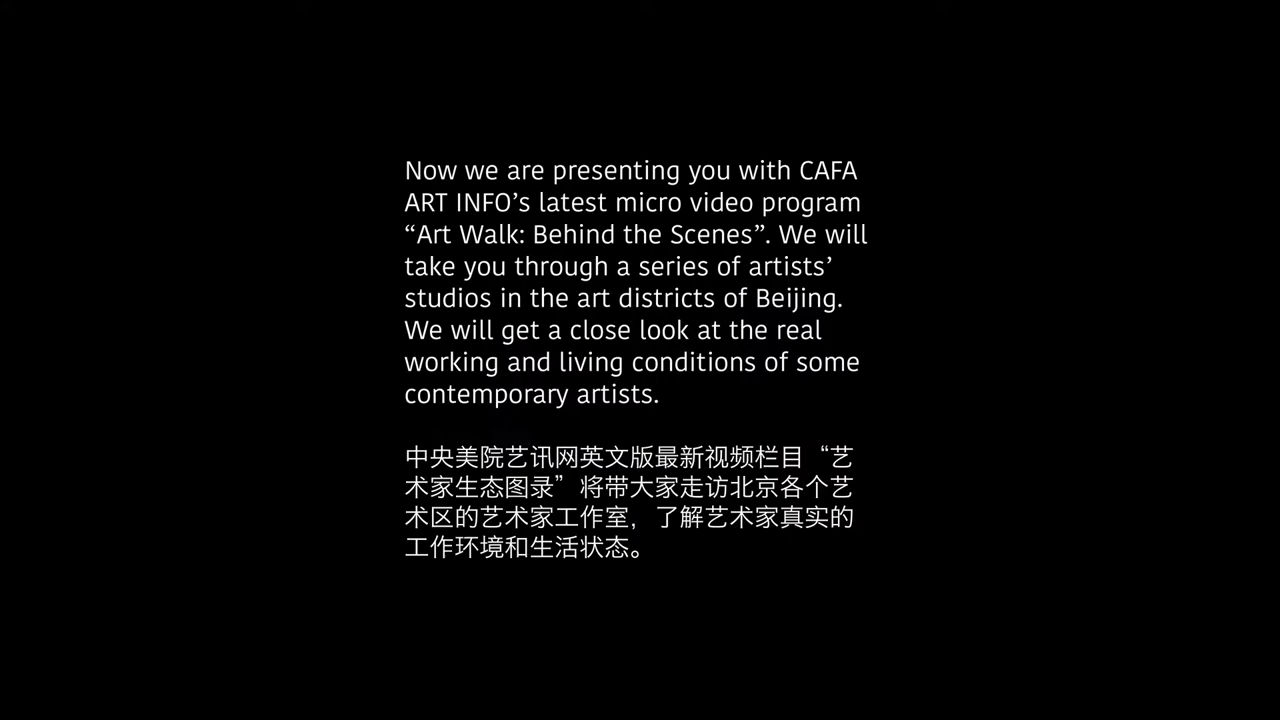 Now we are presenting you with CAFA
ART INFO’s latest micro video program
“Art Walk: Behind the Scenes”. We will
take you through a series of artists’
studios in the art districts of Beijing.
We will get a close look at the real
working and living conditions of some
contemporary artists.
中央美院艺讯网英文版最新视频栏目“艺
术家生态图录”将带大家走访北京各个艺
术区的艺术家工作室，了解艺术家真实的
工作环境和生活状态。